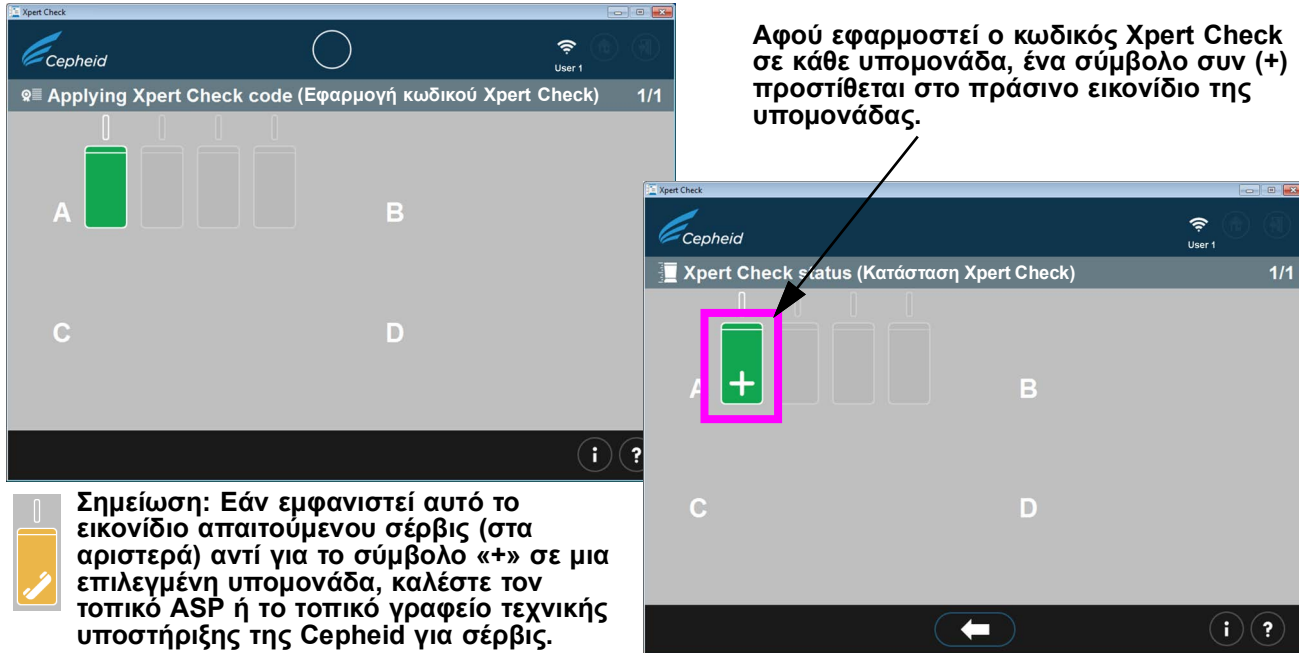 Xpert Check
Cepheid
User 1
Applying Xpert Check code (Εφαρμογή κωδικού Xpert Check) 1/1
A
B
C
D
i ?
Αφού εφαρμοστεί ο κωδικός Xpert Check
σε κάθε υπομονάδα, ένα σύμβολο συν (+)
προστίθεται στο πράσινο εικονίδιο της
υπομονάδας.
Xpert Check
Cepheid
User 1
Xpert Check status (Κατάσταση Xpert Check) 1/1
A
+
B
C
D
i ?
Σημείωση: Εάν εμφανιστεί αυτό το
εικονίδιο απαιτούμενου σέρβις (στα
αριστερά) αντί για το σύμβολο «+» σε μια
επιλεγμένη υπομονάδα, καλέστε τον
τοπικό ASP ή το τοπικό γραφείο τεχνικής
υποστήριξης της Cepheid για σέρβις.